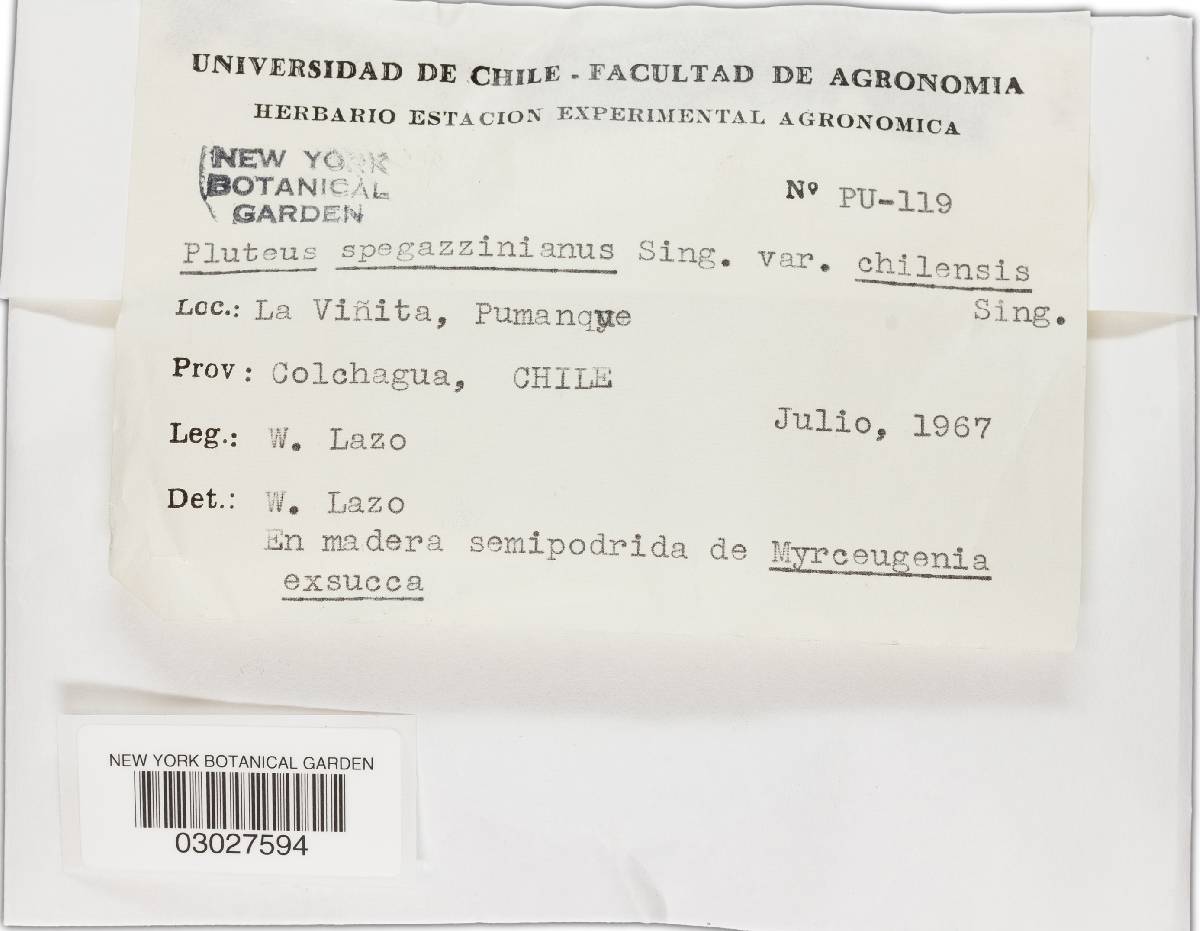 UNIVERSIDAD DE CHILE - FACULTAD DE AGRONOMIA
HERBARIO ESTACION EXPERIMENTAL AGRONOMICA
NEW YORK
BOTANICAL
GARDEN
Nº PU-119
Pluteus spegazzinianus Sing. var. chilensis
Sing.
Loc.: La Viñita, Pumanque
Prov: Colchagua, CHILE
Julio, 1967
Leg.: W. Lazo
Det.: W. Lazo
En madera semipodrida de Myrceugenia
exsucca
NEW YORK BOTANICAL GARDEN
03027594